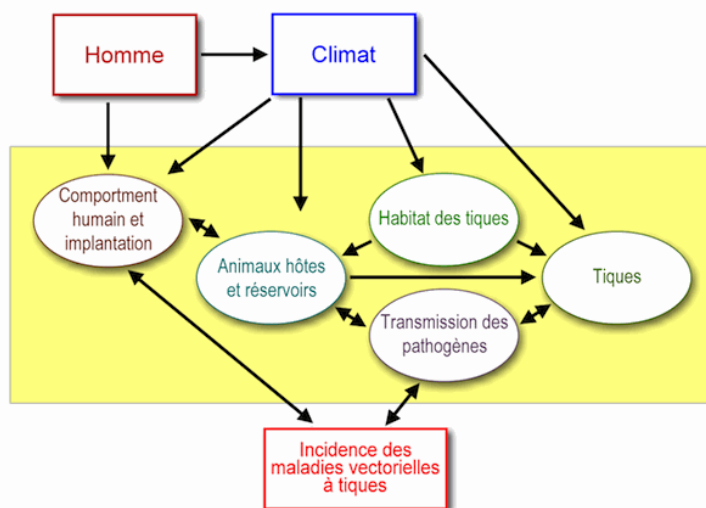 Homme
Climat
Comportment
humain et
implantation
Habitat des tiques
Animaux hôtes
et réservoirs
Tiques
Transmission des
pathogènes
Incidence des
maladies vectorielles
à tiques